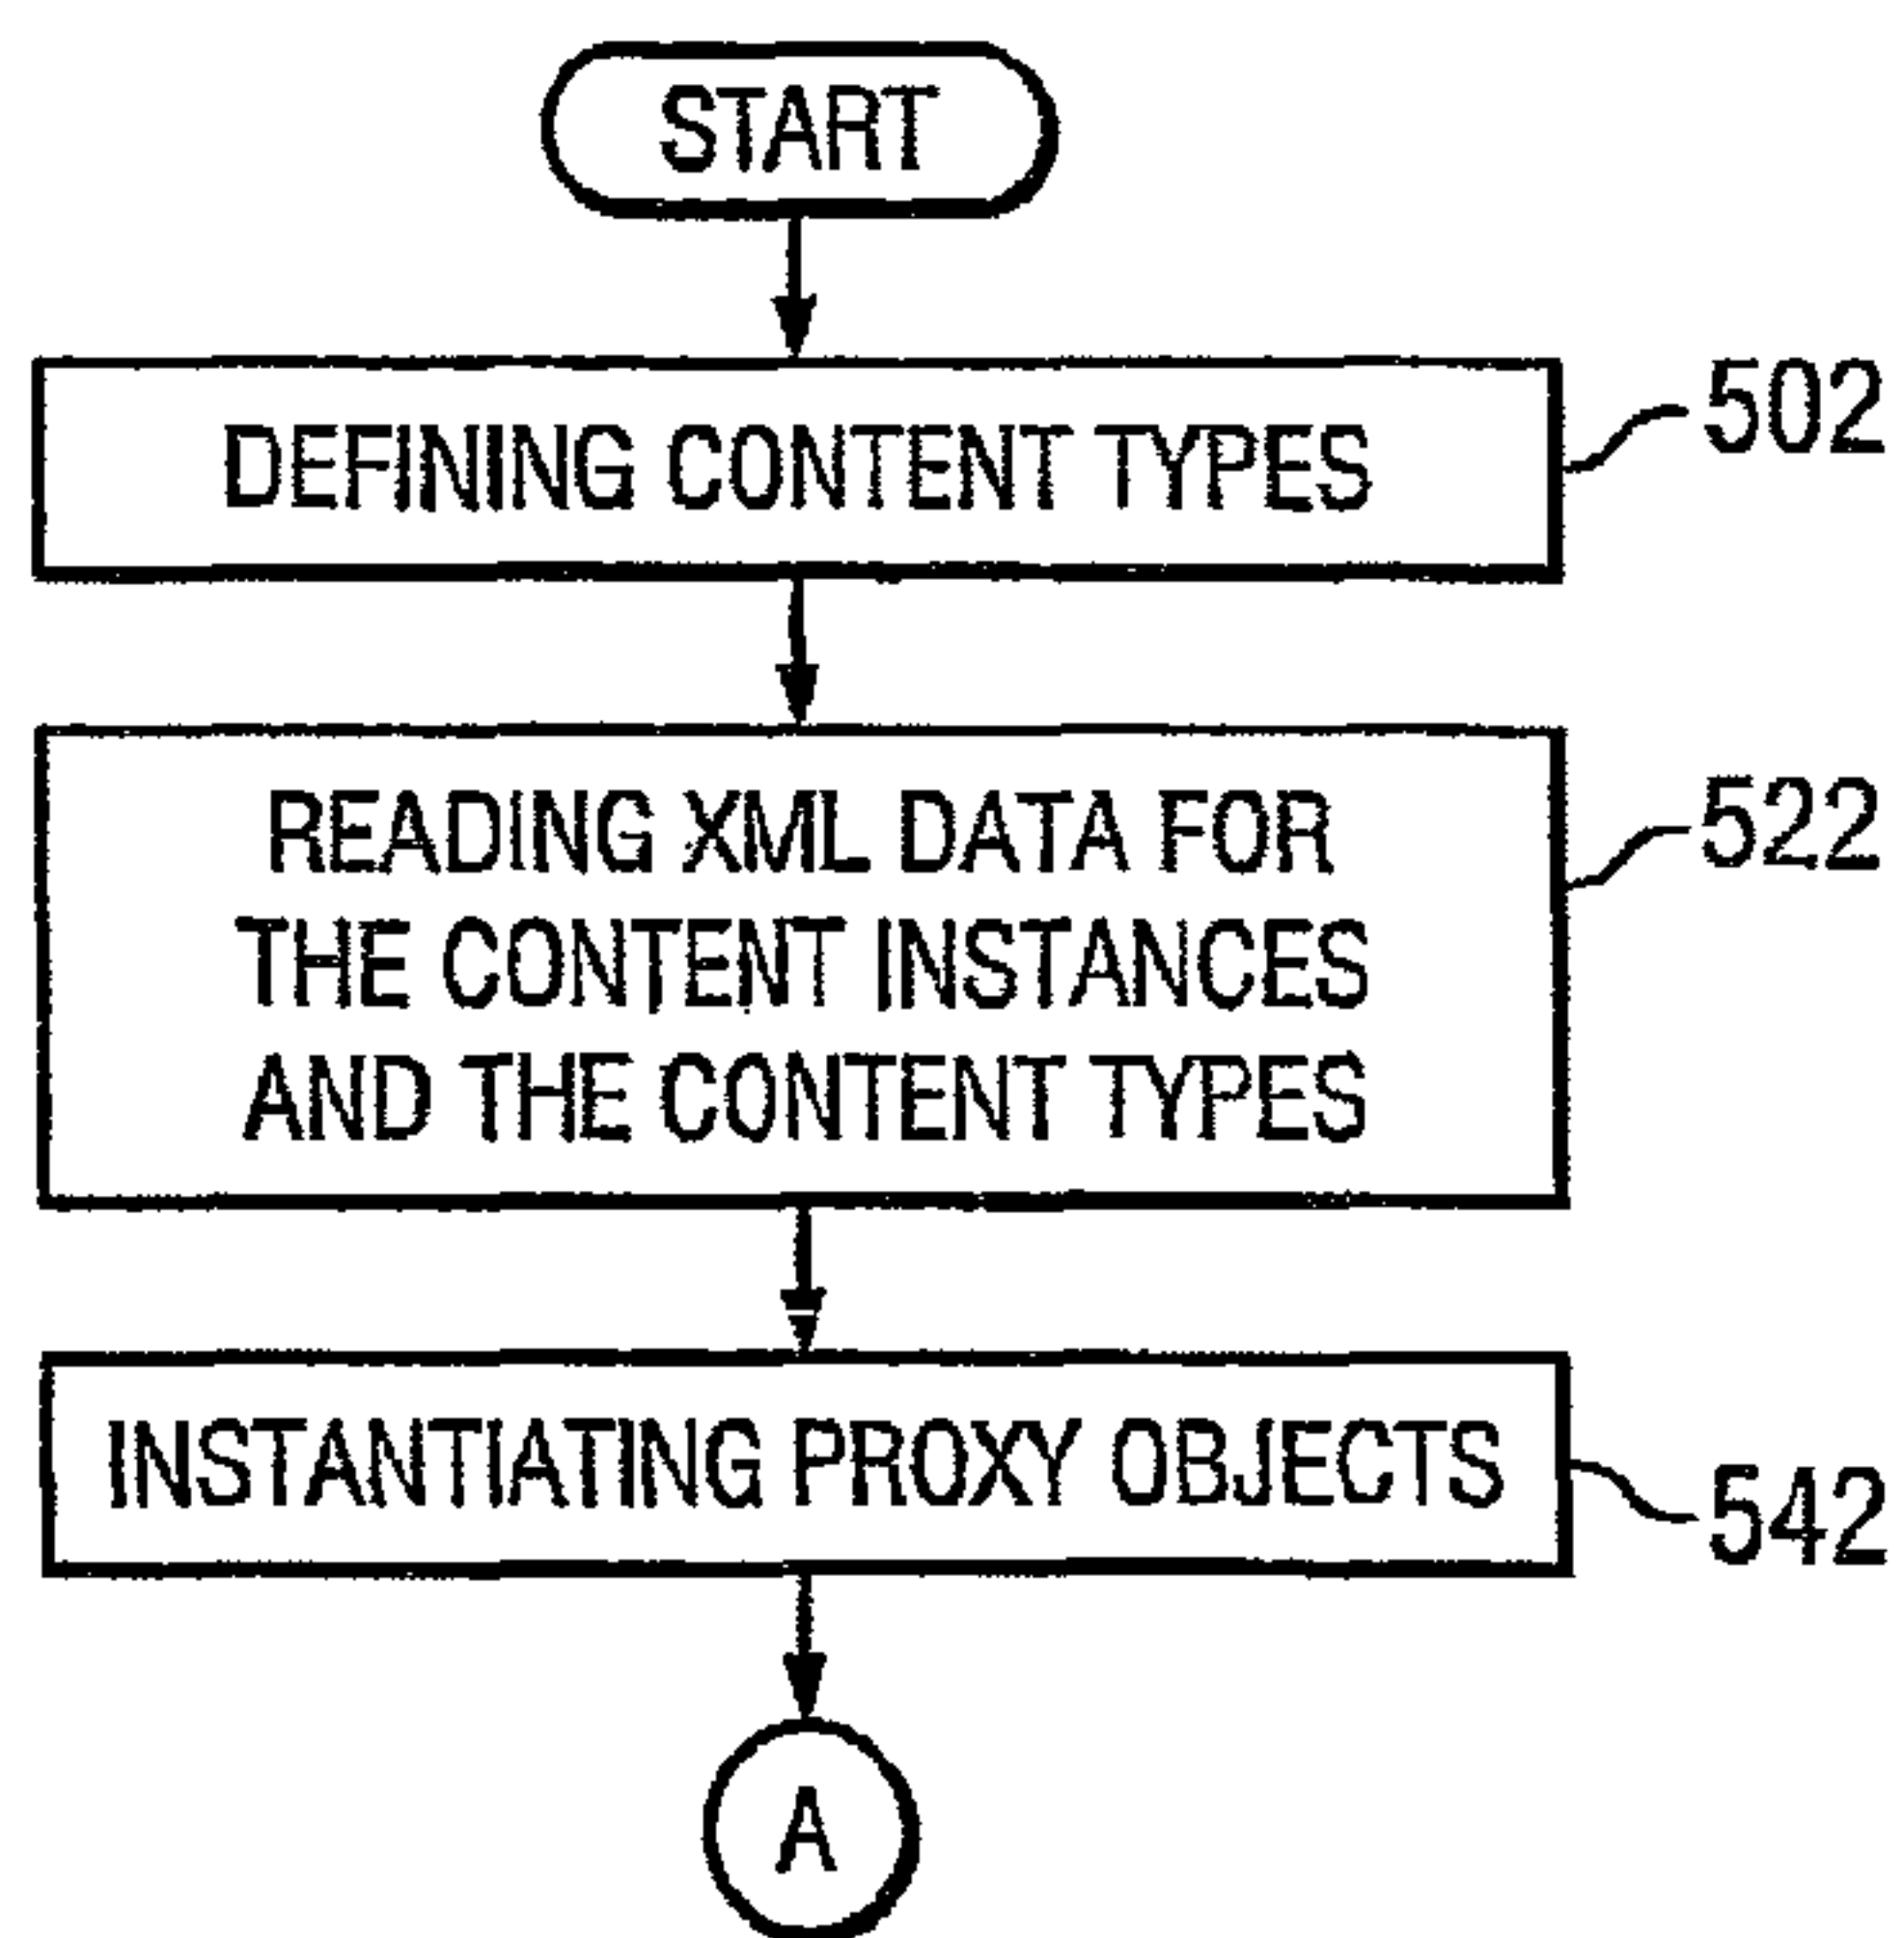 START
DEFINING CONTENT TYPES
502
READING XML DATA FOR
THE CONTENT INSTANCES
AND THE CONTENT TYPES
522
INSTANTIATING PROXY OBJECTS
542
A